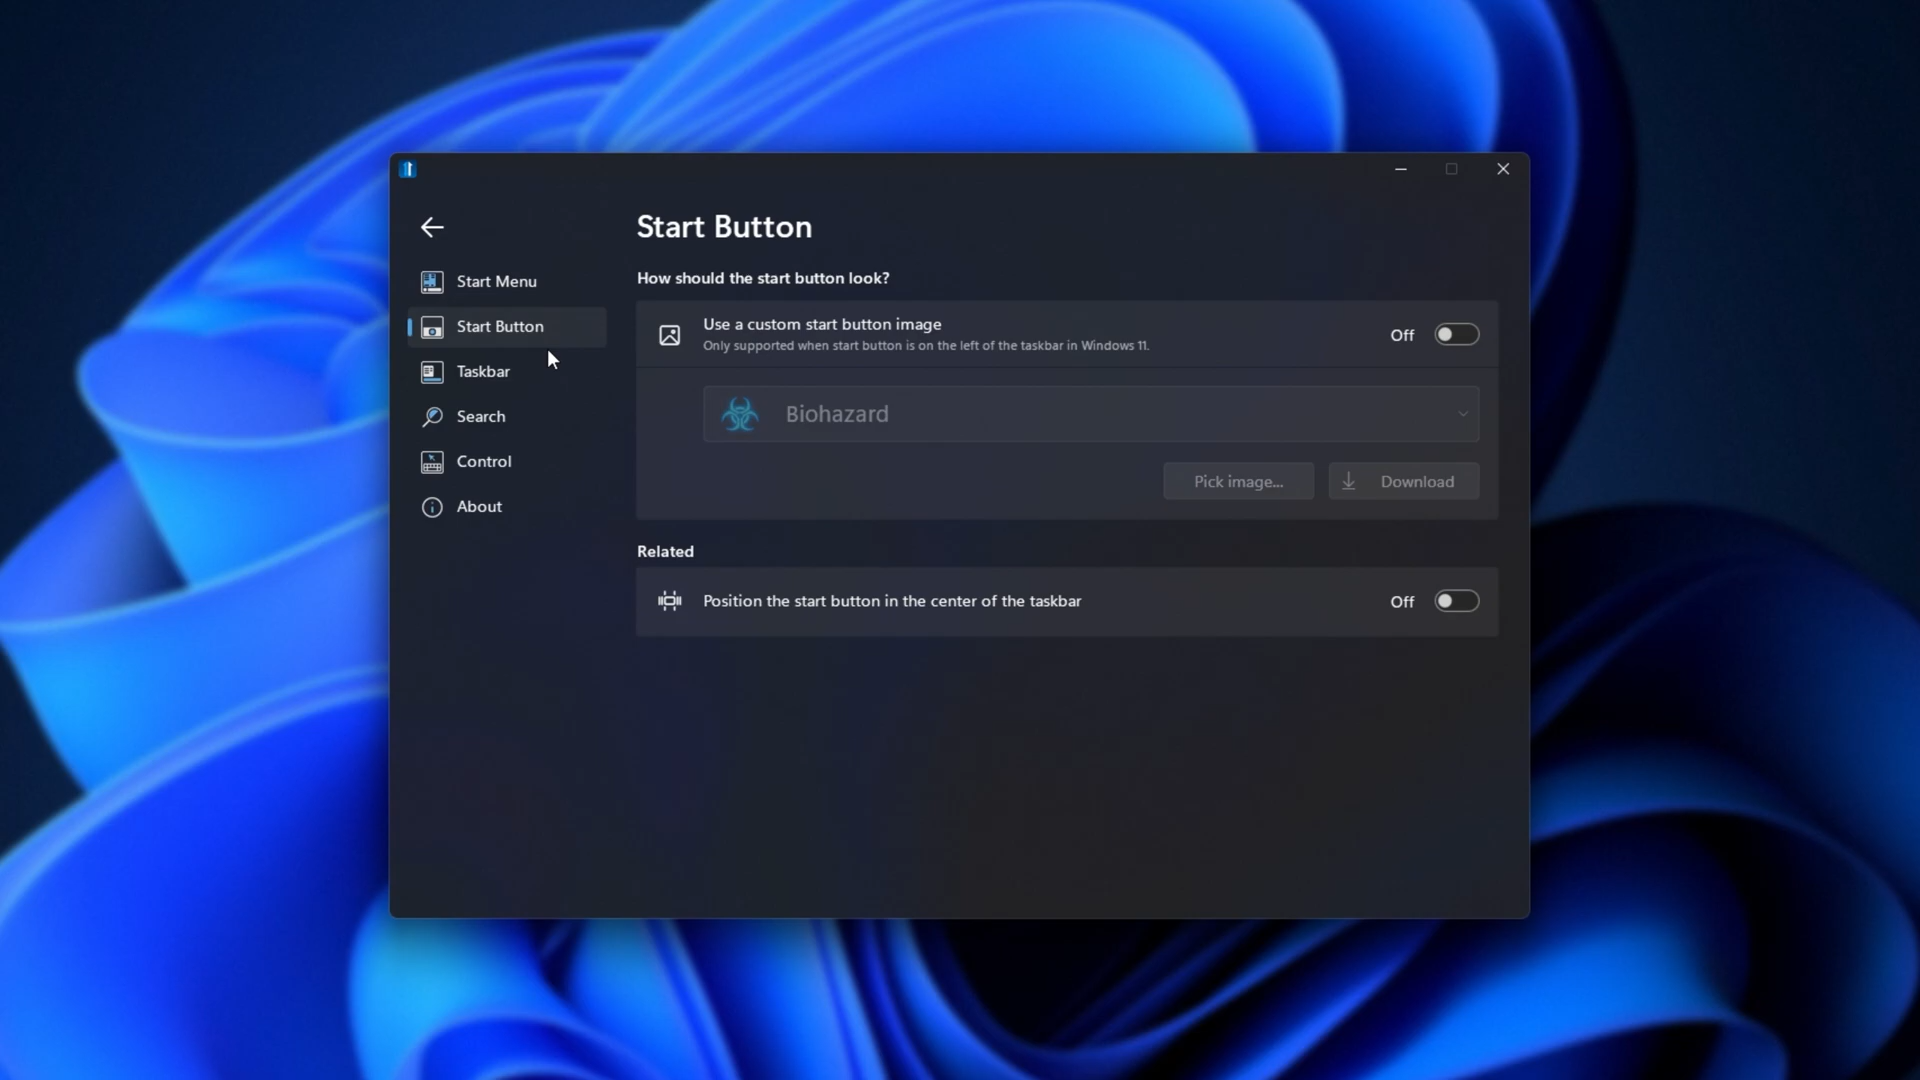 Start Button
Start Menu
Start Button
Taskbar
Search
Control
About
How should the start button look?
Use a custom start button image
Only supported when start button is on the left of the taskbar in Windows 11.
Off
Biohazard
Pick image...
Download
Related
Position the start button in the center of the taskbar
Off